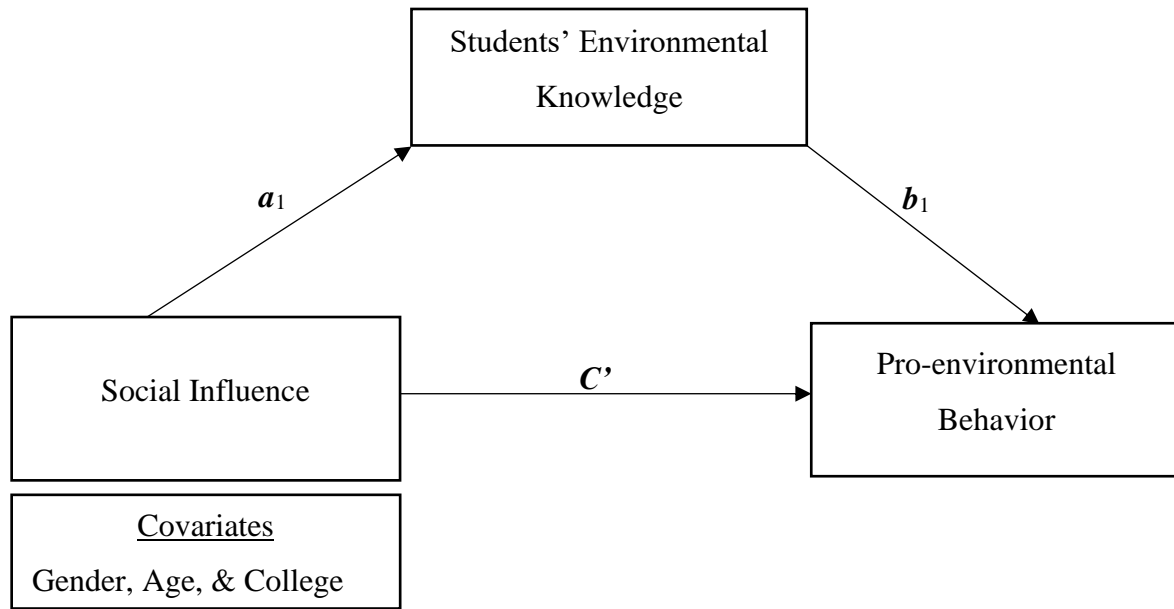 Students’ Environmental
Knowledge
a1
b1
Social Influence
C’
Pro-environmental
Behavior
Covariates
Gender, Age, & College